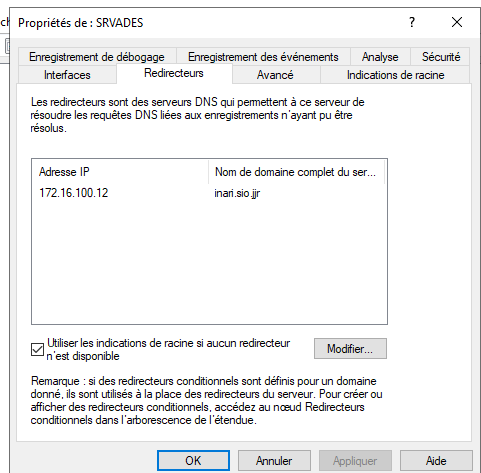 ch
Propriétés de : SRVADES
Enregistrement de débogage Enregistrement des événements Analyse Sécurité
Interfaces Redirecteurs Avancé Indications de racine
Les redirecteurs sont des serveurs DNS qui permettent à ce serveur de
résoudre les requêtes DNS liées aux enregistrements n'ayant pu être
résolus.
Adresse IP Nom de domaine complet du ser...
172.16.100.12 inari.sio.jjr
Utiliser les indications de racine si aucun redirecteur
n'est disponible
Modifier...
Remarque : si des redirecteurs conditionnels sont définis pour un domaine
donné, ils sont utilisés à la place des redirecteurs du serveur. Pour créer ou
afficher des redirecteurs conditionnels, accédez au nœud Redirecteurs
conditionnels dans l'arborescence de l'étendue.
OK Annuler Appliquer Aide